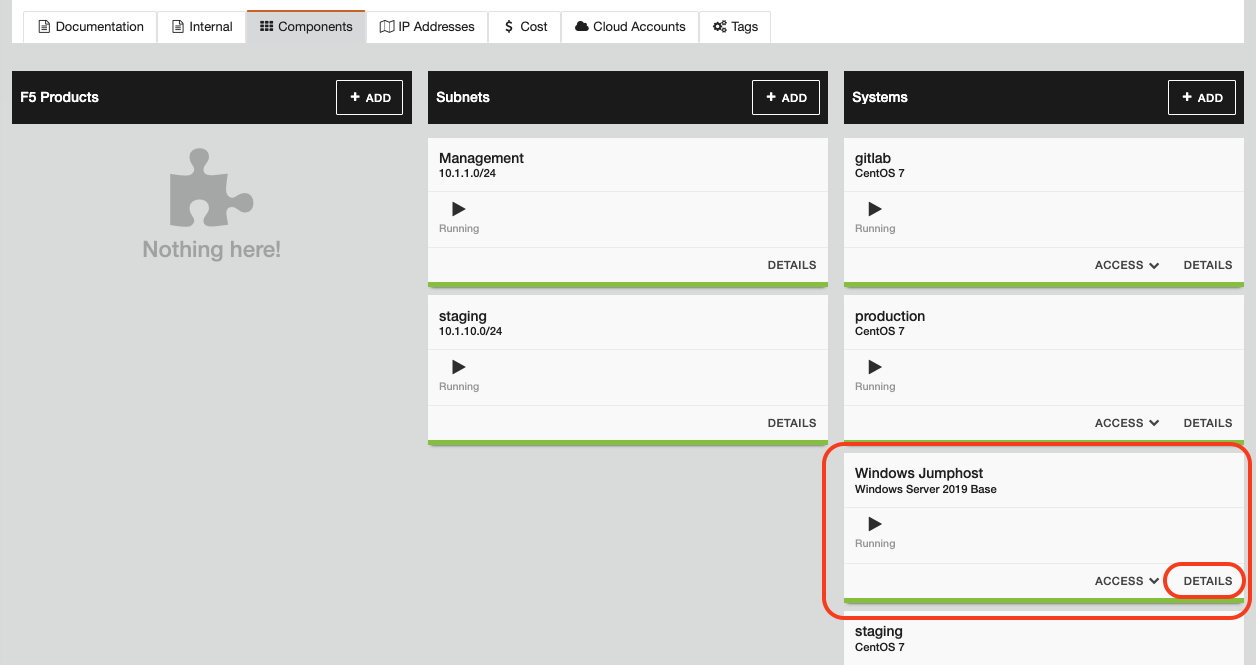 Documentation
Internal
Components
IP Addresses
$ Cost
Cloud Accounts
Tags
F5 Products
+ ADD
Nothing here!
Subnets
+ ADD
Management
10.1.1.0/24
Running
DETAILS
staging
10.1.10.0/24
Running
DETAILS
Systems
+ ADD
gitlab
CentOS 7
Running
ACCESS DETAILS
production
CentOS 7
Running
ACCESS DETAILS
Windows Jumphost
Windows Server 2019 Base
Running
ACCESS DETAILS
staging
CentOS 7